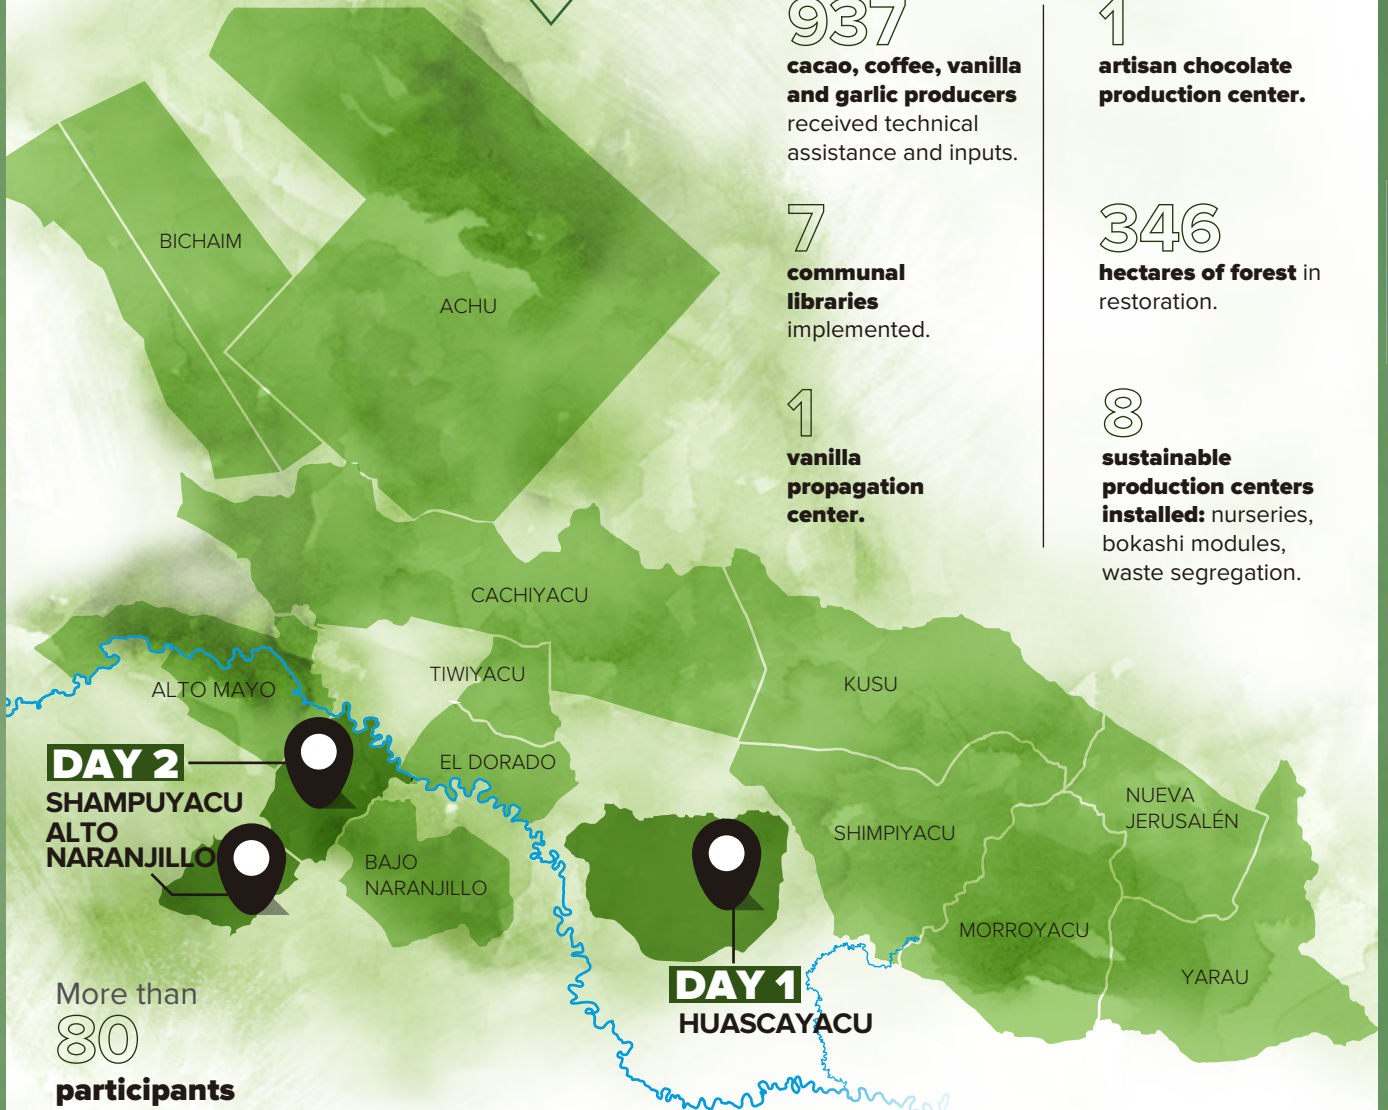 937
cacao, coffee, vanilla
and garlic producers
received technical
assistance and inputs.
1
artisan chocolate
production center.
7
communal
libraries
implemented.
346
hectares of forest in
restoration.
1
vanilla
propagation
center.
8
sustainable
production centers
installed: nurseries,
bokashi modules,
waste segregation.
BICHAIM
ACHU
CACHIYACU
TIWIYACU
KUSU
ALTO MAYO
EL DORADO
DAY 2
SHAMPUYACU
ALTO
NARANJILLO
BAJO
NARANJILLO
SHIMPIYACU
NUEVA
JERUSALÉN
MORROYACU
YARAU
DAY 1
HUASCAYACU
More than
80
participants